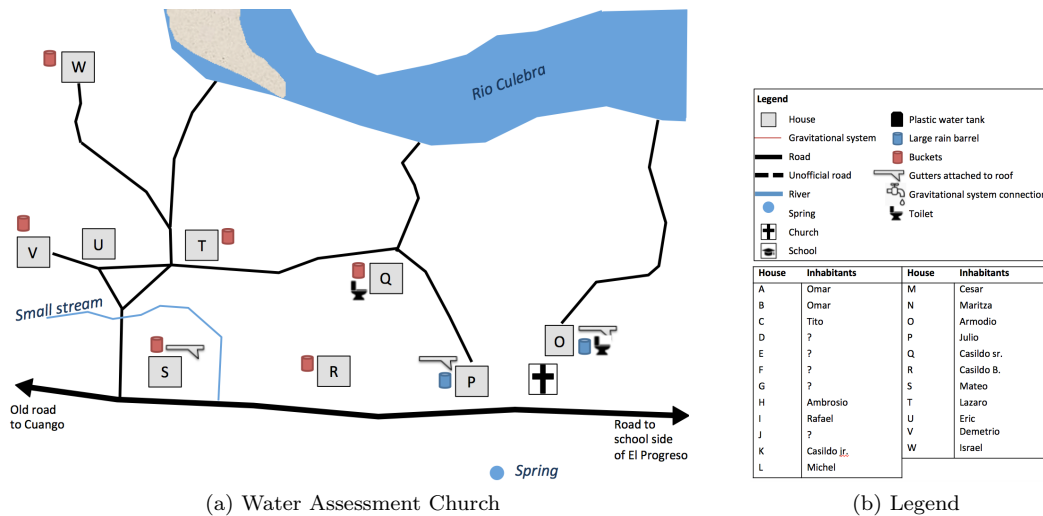 W
Rio Culebra
V
U
T
Q
Small stream
S
R
P
O
Old road
to Cuango
Road to
school side
of El Progreso
Spring
(a) Water Assessment Church
Legend
House
Gravitational system
Road
Unofficial road
River
Spring
Church
School
Plastic water tank
Large rain barrel
Buckets
Gutters attached to roof
Gravitational system connection
Toilet
House Inhabitants House Inhabitants
A Omar M Cesar
B Omar N Maritza
C Tito O Armodio
D ? P Julio
E ? Q Casildo sr.
F ? R Casildo B.
G ? S Mateo
H Ambrosio T Lazaro
I Rafael U Eric
J ? V Demetrio
K Casildo jr. W Israel
L Michel
(b) Legend